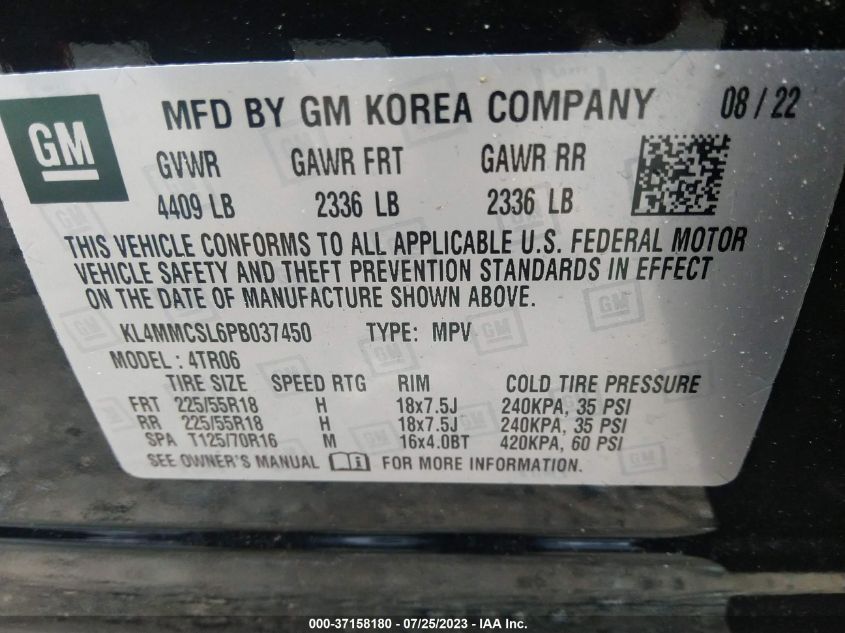 GM
MFD BY GM KOREA COMPANY 08 / 22
GVWR GAWR FRT GAWR RR
4409 LB 2336 LB 2336 LB
THIS VEHICLE CONFORMS TO ALL APPLICABLE U.S. FEDERAL MOTOR
VEHICLE SAFETY AND THEFT PREVENTION STANDARDS IN EFFECT
ON THE DATE OF MANUFACTURE SHOWN ABOVE.
KL4MMCSL6PB037450 TYPE: MPV
MODEL : 4TR06
TIRE SIZE SPEED RTG RIM COLD TIRE PRESSURE
FRT 225/55R18 H 18x7.5J 240KPA, 35 PSI
RR 225/55R18 H 18x7.5J 240KPA, 35 PSI
SPA T125/70R16 M 16x4.0BT 420KPA, 60 PSI
SEE OWNER'S MANUAL FOR MORE INFORMATION.
000-37158180 - 07/25/2023 - IAA Inc.